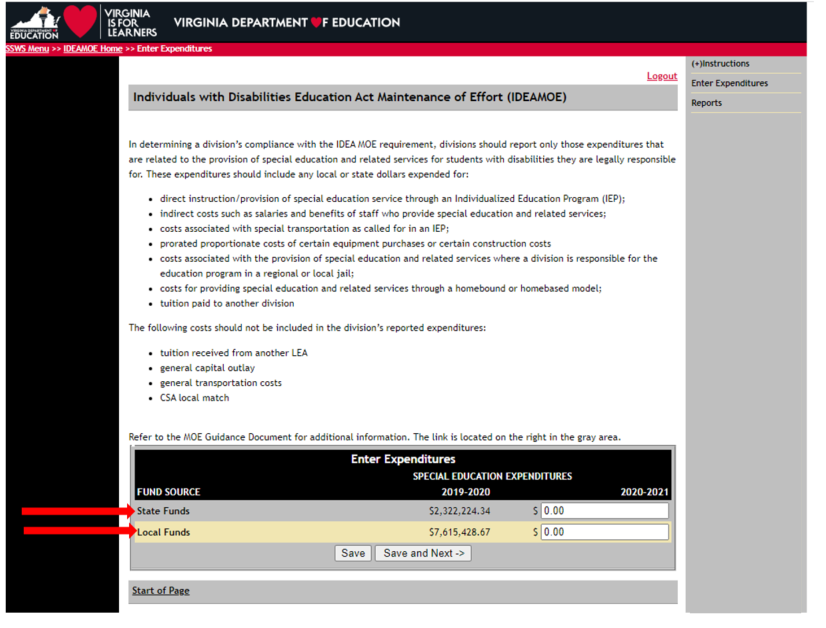 VIRGINIA
IS FOR
LEARNERS
EDUCATION
VIRGINIA DEPARTMENT OF EDUCATION
SSWS Menu >> IDEAMOE Home >> Enter Expenditures
(+)Instructions
Enter Expenditures
Reports
Logout
Individuals with Disabilities Education Act Maintenance of Effort (IDEAMOE)
In determining a division's compliance with the IDEA MOE requirement, divisions should report only those expenditures that
are related to the provision of special education and related services for students with disabilities they are legally responsible
for. These expenditures should include any local or state dollars expended for:
• direct instruction/provision of special education service through an Individualized Education Program (IEP);
• indirect costs such as salaries and benefits of staff who provide special education and related services;
• costs associated with special transportation as called for in an IEP;
• prorated proportionate costs of certain equipment purchases or certain construction costs
• costs associated with the provision of special education and related services where a division is responsible for the
education program in a regional or local jail;
• costs for providing special education and related services through a homebound or homebased model;
• tuition paid to another division
The following costs should not be included in the division's reported expenditures:
• tuition received from another LEA
• general capital outlay
• general transportation costs
• CSA local match
Refer to the MOE Guidance Document for additional information. The link is located on the right in the gray area.
Enter Expenditures
SPECIAL EDUCATION EXPENDITURES
FUND SOURCE 2019-2020 2020-2021
State Funds $2,322,224.34 $ 0.00
Local Funds $7,615,428.67 $ 0.00
Save Save and Next ->
Start of Page